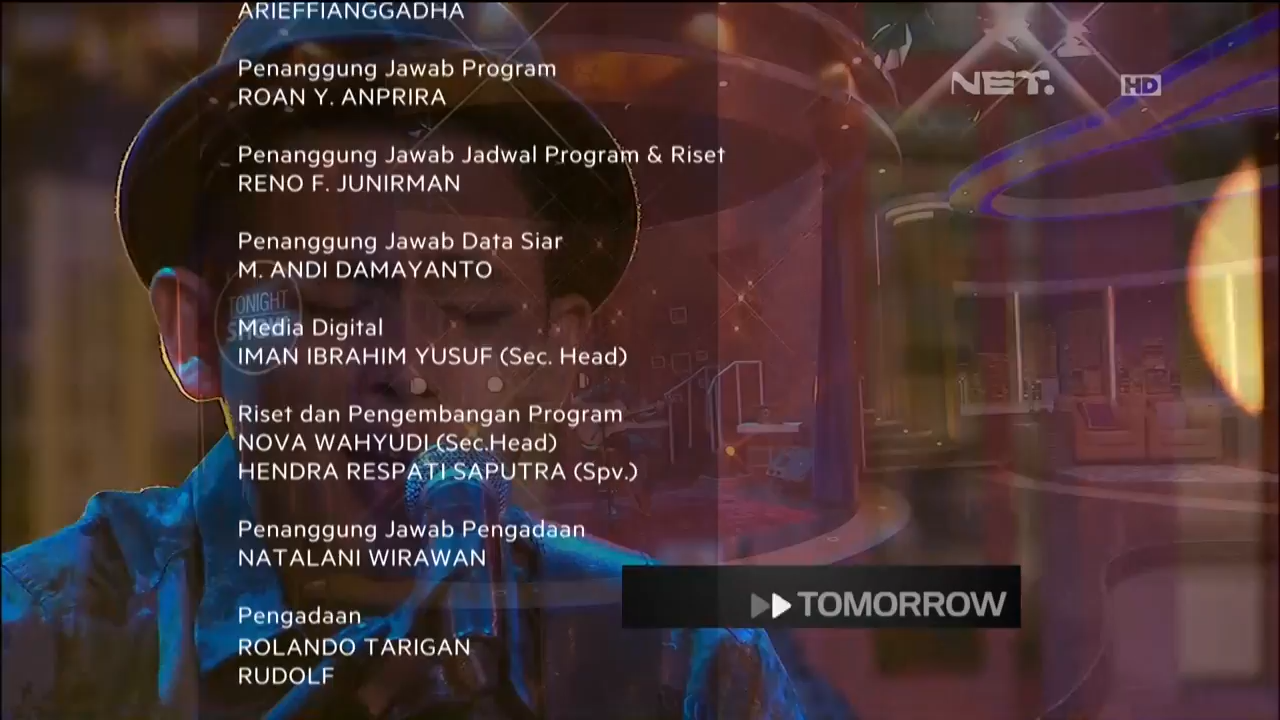 ARIEFFIANGGADHA
Penanggung Jawab Program
ROAN Y. ANPRIRA
Penanggung Jawab Jadwal Program & Riset
RENO F. JUNIRMAN
Penanggung Jawab Data Siar
M. ANDI DAMAYANTO
Media Digital
IMAN IBRAHIM YUSUF (Sec. Head)
Riset dan Pengembangan Program
NOVA WAHYUDI (Sec.Head)
HENDRA RESPATI SAPUTRA (Spv.)
Penanggung Jawab Pengadaan
NATALANI WIRAWAN
Pengadaan
ROLANDO TARIGAN
RUDOLF
NET.
HD
TONIGHT
SHOW
TOMORROW